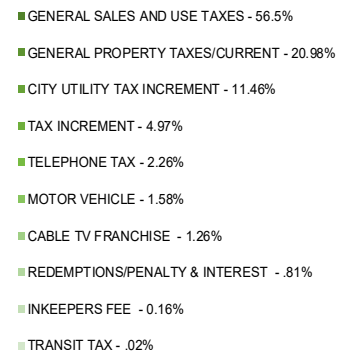 GENERAL SALES AND USE TAXES - 56.5%
GENERAL PROPERTY TAXES/CURRENT - 20.98%
CITY UTILITY TAX INCREMENT - 11.46%
TAX INCREMENT - 4.97%
TELEPHONE TAX - 2.26%
MOTOR VEHICLE - 1.58%
CABLE TV FRANCHISE - 1.26%
REDEMPTIONS/PENALTY & INTEREST - .81%
INKEEPERS FEE - 0.16%
TRANSIT TAX - .02%